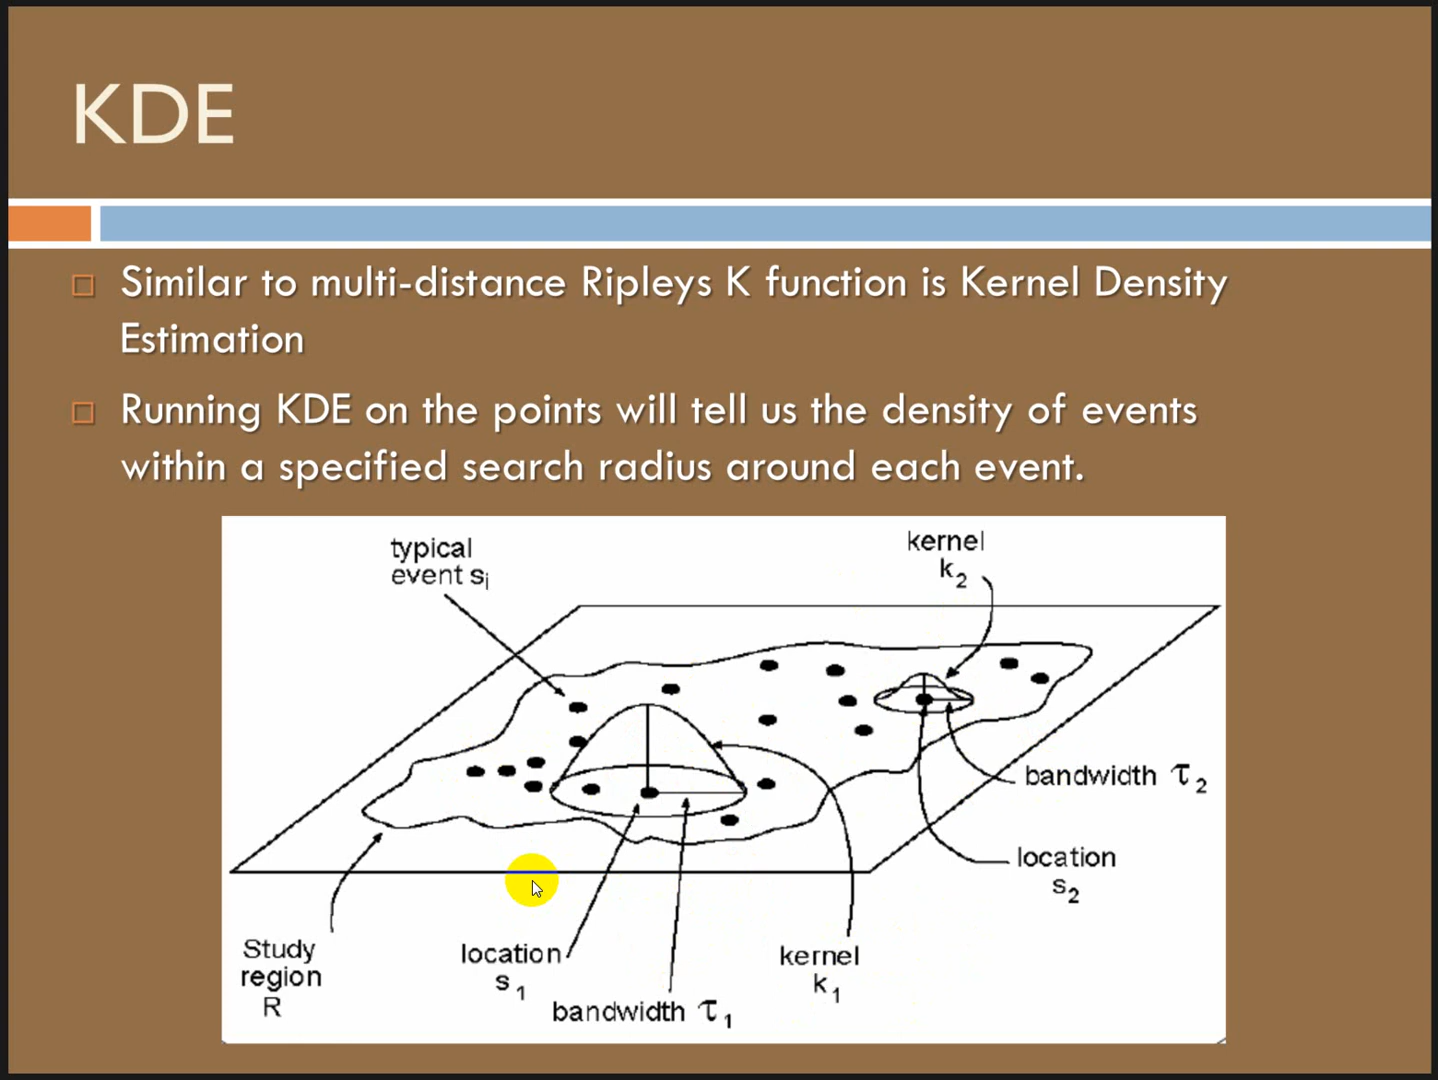 KDE
Similar to multi-distance Ripleys K function is Kernel Density
Estimation
Running KDE on the points will tell us the density of events
within a specified search radius around each event.
typical
event si
kernel
k2
bandwidth τ2
location
s2
Study
region
R
location
s1
bandwidth τ1
kernel
k1